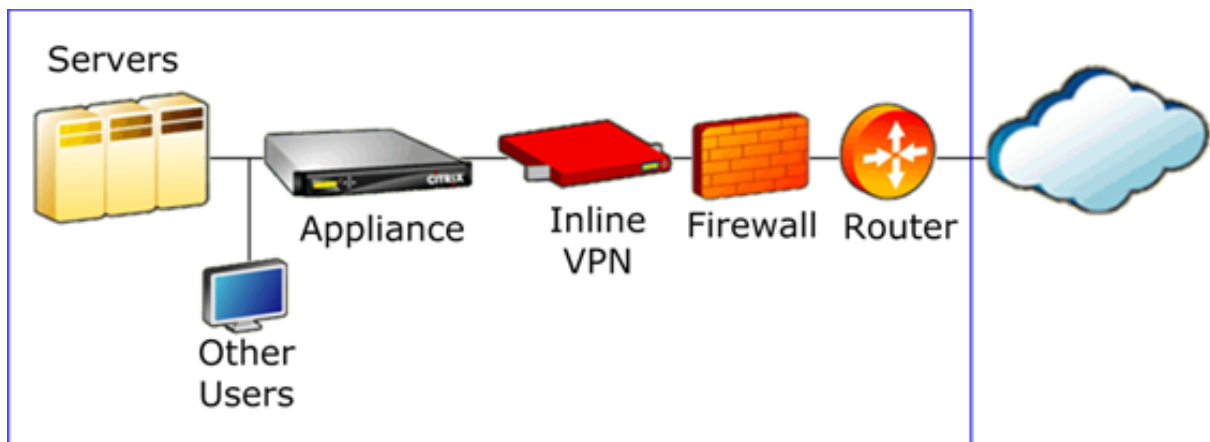 Servers
CITRIX
Appliance
Inline
VPN
Firewall
Router
Other
Users